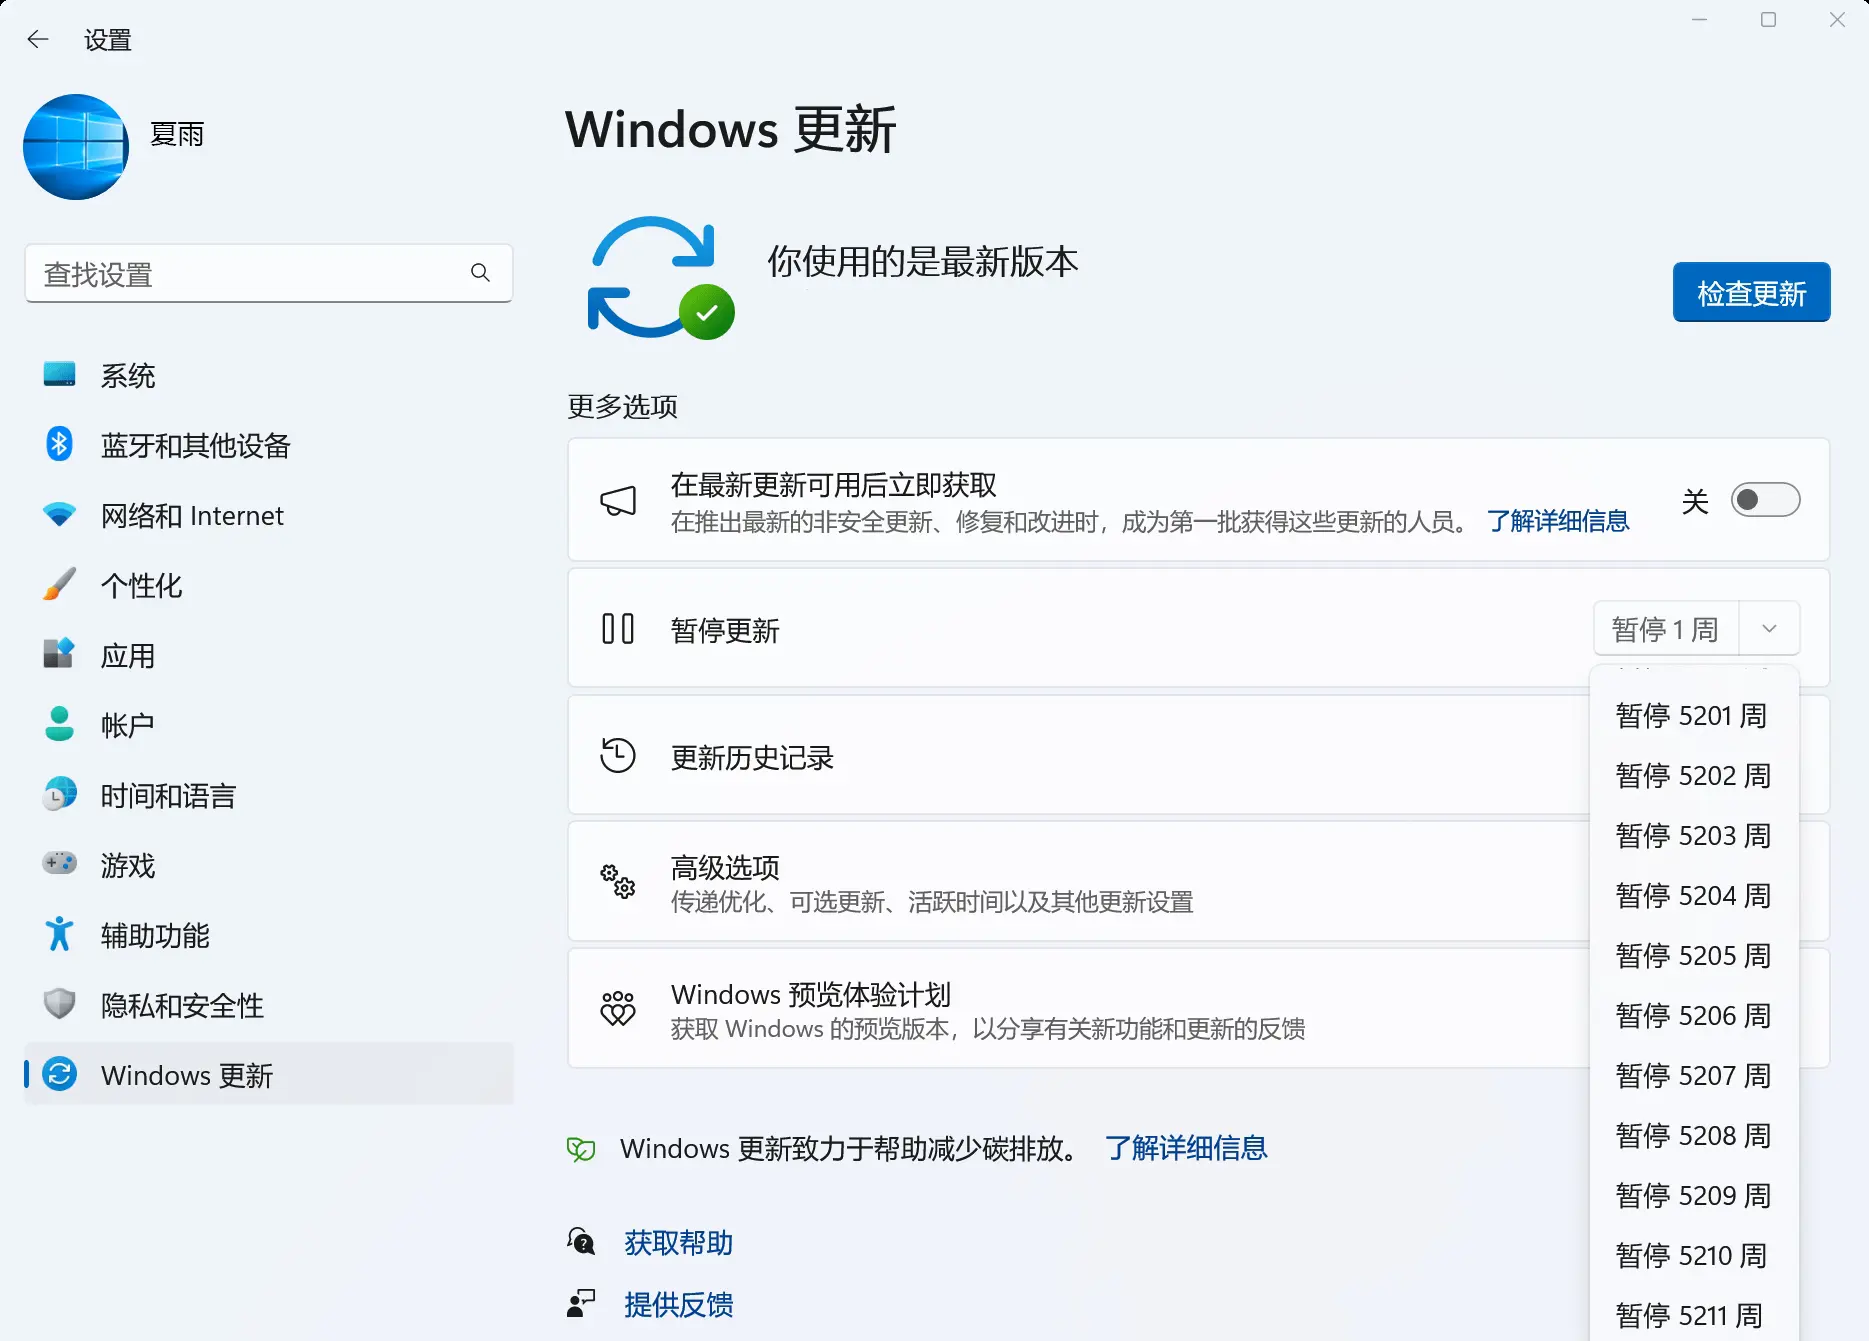 设置
夏雨
查找设置
系统
蓝牙和其他设备
网络和 Internet
个性化
应用
帐户
时间和语言
游戏
辅助功能
隐私和安全性
Windows 更新
Windows 更新
你使用的是最新版本
检查更新
更多选项
在最新更新可用后立即获取
在推出最新的非安全更新、修复和改进时，成为第一批获得这些更新的人员。 了解详细信息
关
暂停更新
暂停 1 周
暂停 5201 周
暂停 5202 周
暂停 5203 周
暂停 5204 周
暂停 5205 周
暂停 5206 周
暂停 5207 周
暂停 5208 周
暂停 5209 周
暂停 5210 周
暂停 5211 周
更新历史记录
高级选项
传递优化、可选更新、活跃时间以及其他更新设置
Windows 预览体验计划
获取 Windows 的预览版本，以分享有关新功能和更新的反馈
Windows 更新致力于帮助减少碳排放。 了解详细信息
获取帮助
提供反馈